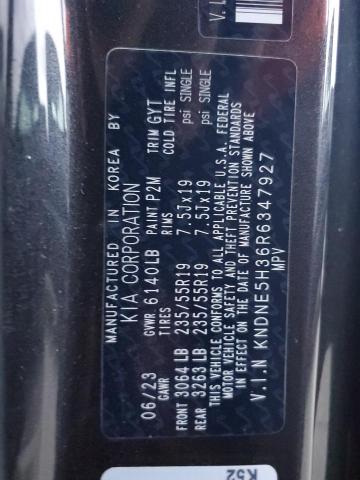 MANUFACTURED IN KOREA BY
KIA CORPORATION
06/23 GVWR 6140LB PAINT P2M TRIM GYT
GAWR TIRES RIMS COLD TIRE INFL
FRONT 3064 LB 235/55R19 7.5Jx19 psi SINGLE
REAR 3263 LB 235/55R19 7.5Jx19 psi SINGLE
THIS VEHICLE CONFORMS TO ALL APPLICABLE U.S.A. FEDERAL
MOTOR VEHICLE SAFETY AND THEFT PREVENTION STANDARDS
IN EFFECT ON THE DATE OF MANUFACTURE SHOWN ABOVE
V.I.N KNDNE5H36R6347927
MPV
V.I.
K52